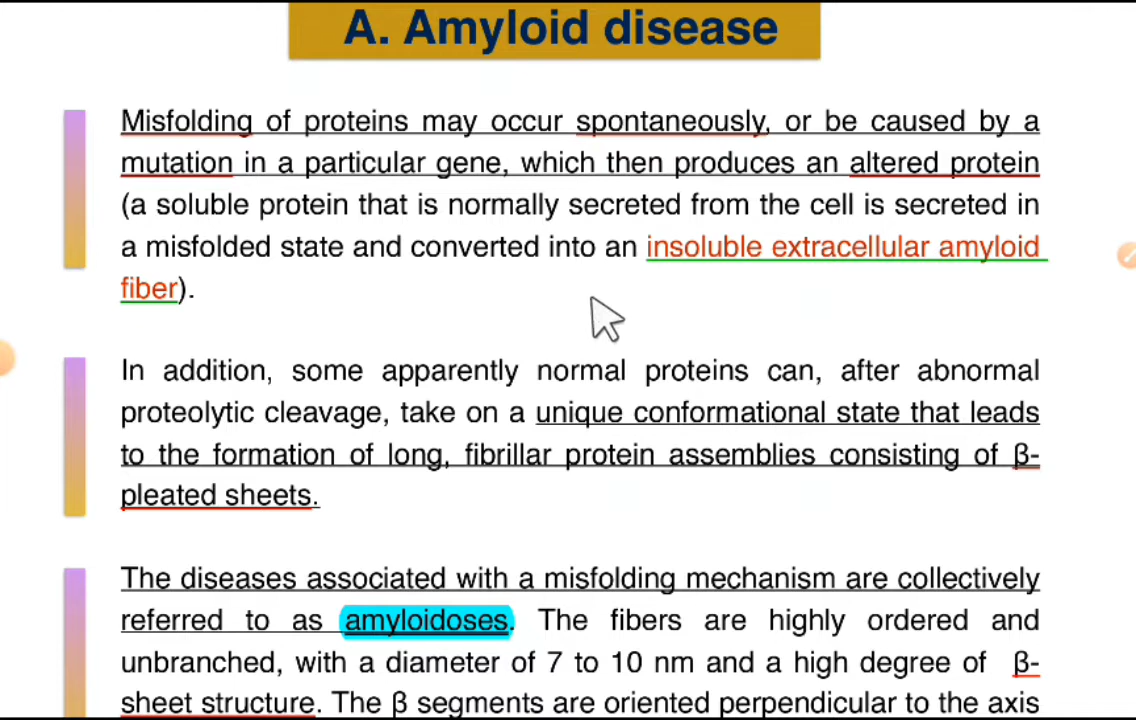 A. Amyloid disease
Misfolding of proteins may occur spontaneously, or be caused by a
mutation in a particular gene, which then produces an altered protein
(a soluble protein that is normally secreted from the cell is secreted in
a misfolded state and converted into an insoluble extracellular amyloid
fiber).
In addition, some apparently normal proteins can, after abnormal
proteolytic cleavage, take on a unique conformational state that leads
to the formation of long, fibrillar protein assemblies consisting of β-
pleated sheets.
The diseases associated with a misfolding mechanism are collectively
referred to as amyloidoses. The fibers are highly ordered and
unbranched, with a diameter of 7 to 10 nm and a high degree of β-
sheet structure. The β segments are oriented perpendicular to the axis